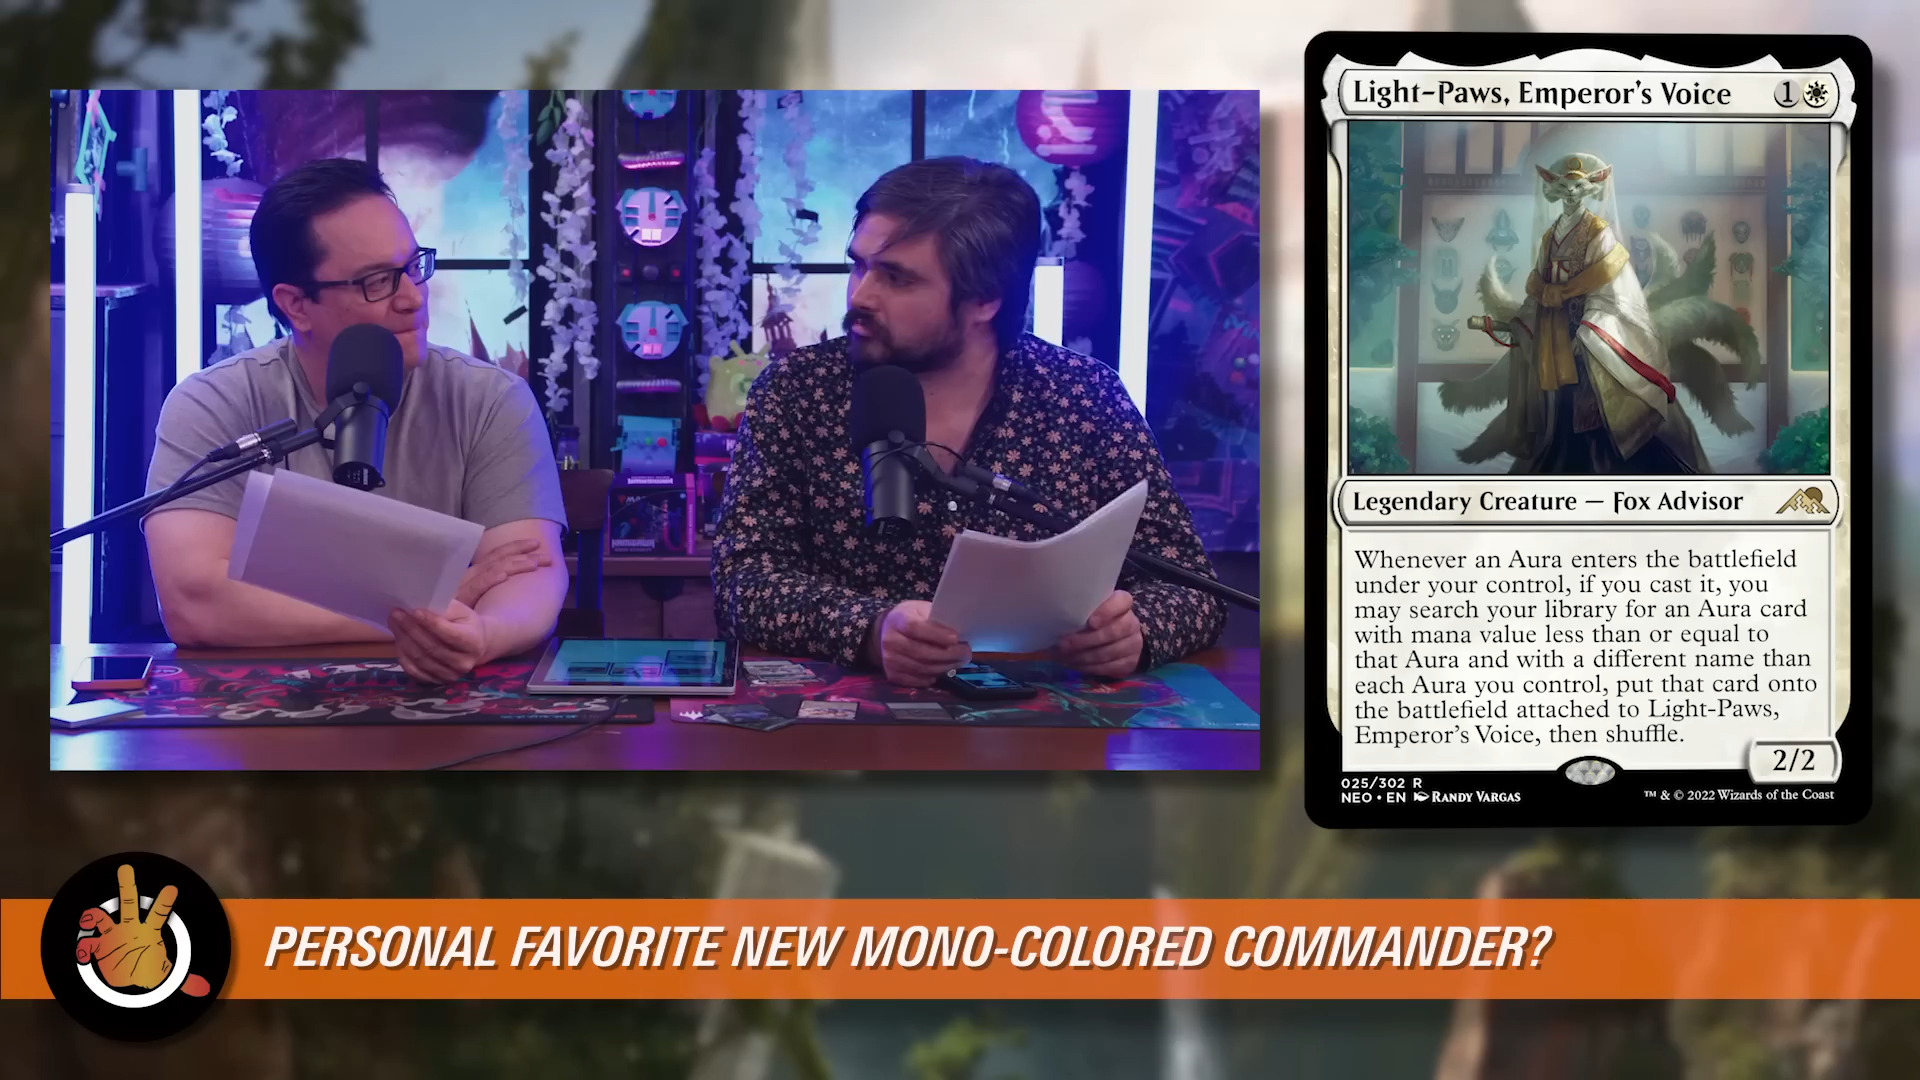 Light-Paws, Emperor's Voice 1
Legendary Creature — Fox Advisor
Whenever an Aura enters the battlefield
under your control, if you cast it, you
may search your library for an Aura card
with mana value less than or equal to
that Aura and with a different name than
each Aura you control, put that card onto
the battlefield attached to Light-Paws,
Emperor's Voice, then shuffle.
2/2
025/302 R
NEO • EN RANDY VARGAS
™ & © 2022 Wizards of the Coast
PERSONAL FAVORITE NEW MONO-COLORED COMMANDER?